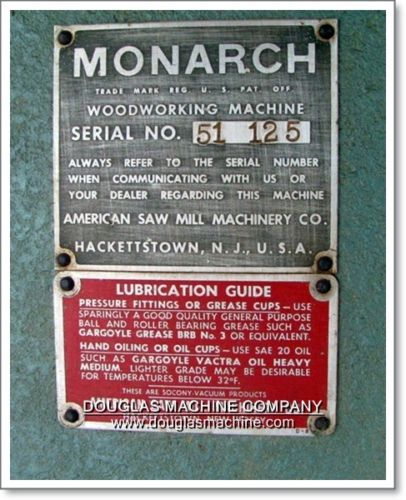 MONARCH
TRADE MARK REG. U. S. PAT. OFF.
WOODWORKING MACHINE
SERIAL NO. 51 125
ALWAYS REFER TO THE SERIAL NUMBER
WHEN COMMUNICATING WITH US OR
YOUR DEALER REGARDING THIS MACHINE
AMERICAN SAW MILL MACHINERY CO.
HACKETTSTOWN, N. J., U. S. A.
LUBRICATION GUIDE
PRESSURE FITTINGS OR GREASE CUPS – USE
SPARINGLY A GOOD QUALITY GENERAL PURPOSE
BALL AND ROLLER BEARING GREASE SUCH AS
GARGOYLE GREASE BRB No. 3 OR EQUIVALENT.
HAND OILING OR OIL CUPS – USE SAE 20 OIL
SUCH AS GARGOYLE VACTRA OIL HEAVY
MEDIUM. LIGHTER GRADE MAY BE DESIRABLE
FOR TEMPERATURES BELOW 32°F.
THESE ARE SOCONY-VACUUM PRODUCTS
DOUGLAS MACHINE COMPANY
www.douglasmachine.com